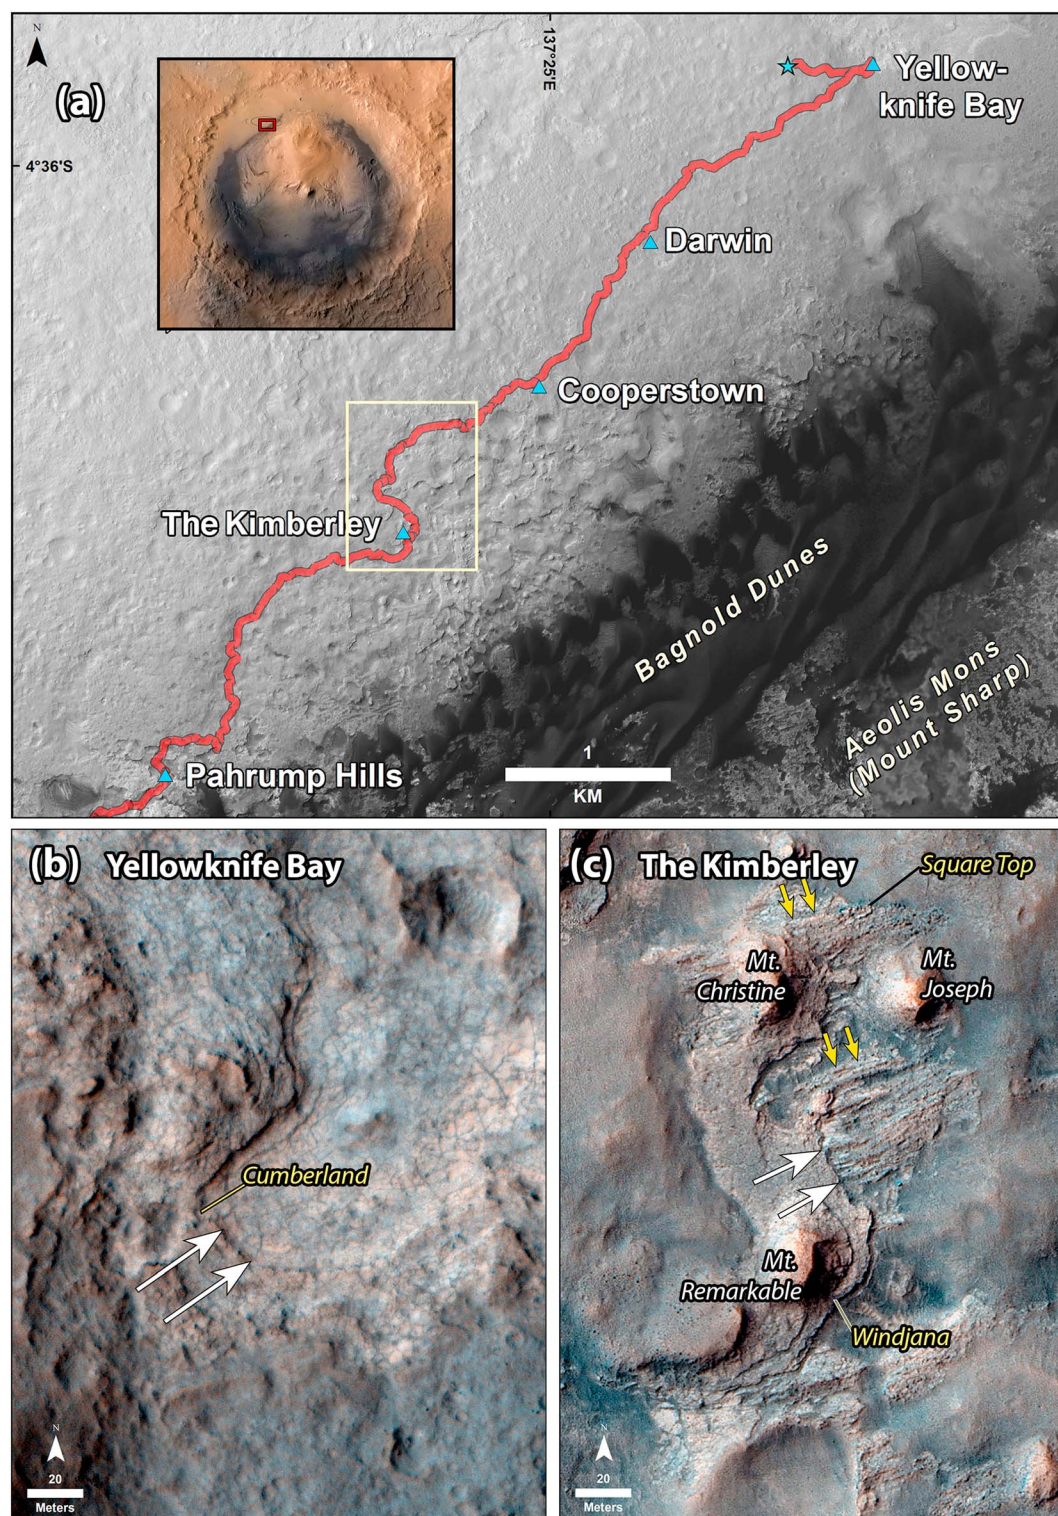 N
(a)
137°25'E
4°36'S
Yellow-
knife Bay
Darwin
Cooperstown
The Kimberley
Bagnold Dunes
Aeolis Mons
(Mount Sharp)
Pahrump Hills
1
KM
(b) Yellowknife Bay
Cumberland
N
20
Meters
(c) The Kimberley
Square Top
Mt.
Christine
Mt.
Joseph
Mt.
Remarkable
Windjana
N
20
Meters